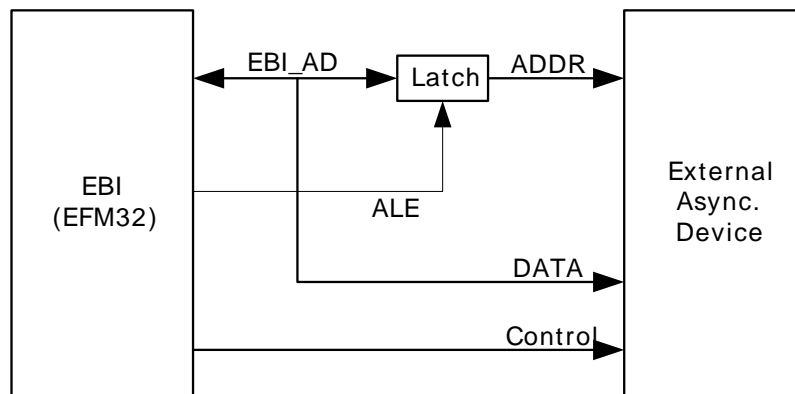 EBI_AD
Latch
ADDR
EBI
(EFM32)
ALE
External
Async.
Device
DATA
Control